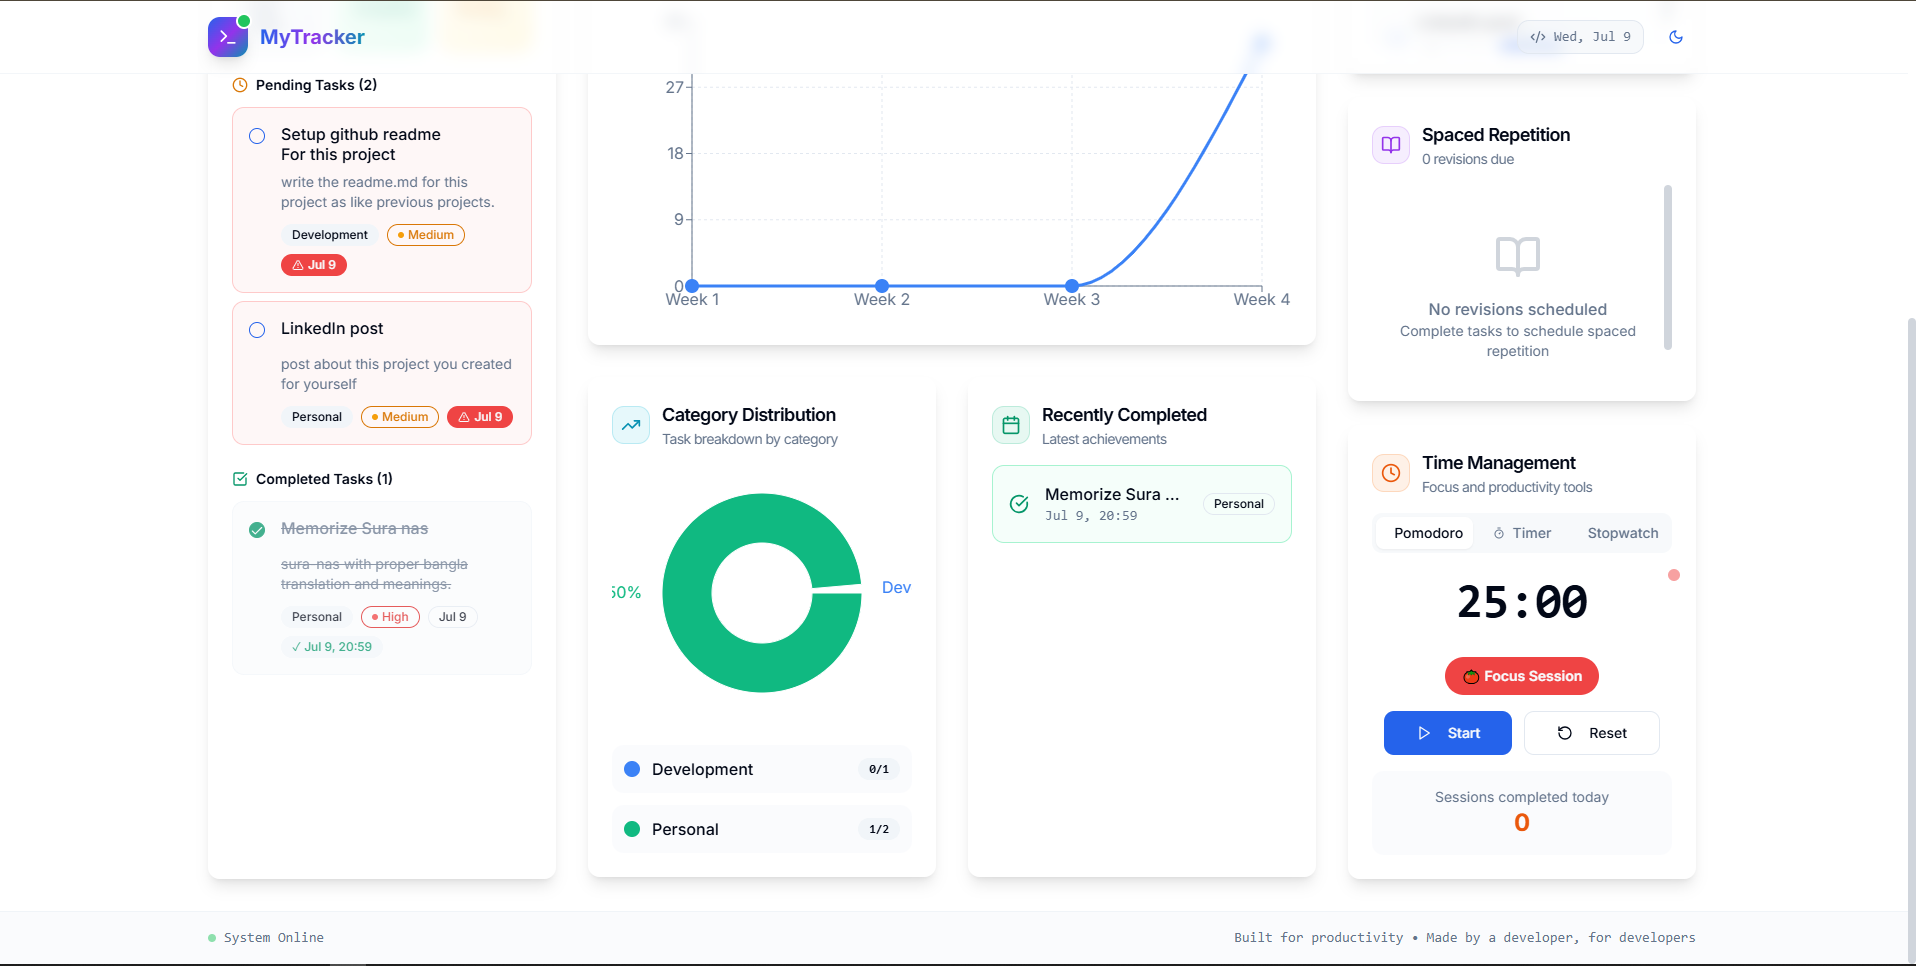 MyTracker
Wed, Jul 9
Pending Tasks (2)
Setup github readme
For this project
write the readme.md for this
project as like previous projects.
Development
Medium
Jul 9
LinkedIn post
post about this project you created
for yourself
Personal
Medium
Jul 9
Completed Tasks (1)
Memorize Sura nas
sura-nas with proper bangla
translation and meanings.
Personal
High
Jul 9
✓ Jul 9, 20:59
27
18
9
0
Week 1
Week 2
Week 3
Week 4
Category Distribution
Task breakdown by category
50%
Dev
Development
0/1
Personal
1/2
Recently Completed
Latest achievements
Memorize Sura ...
Jul 9, 20:59
Personal
Spaced Repetition
0 revisions due
No revisions scheduled
Complete tasks to schedule spaced
repetition
Time Management
Focus and productivity tools
Pomodoro
Timer
Stopwatch
25:00
Focus Session
Start
Reset
Sessions completed today
0
System Online
Built for productivity • Made by a developer, for developers